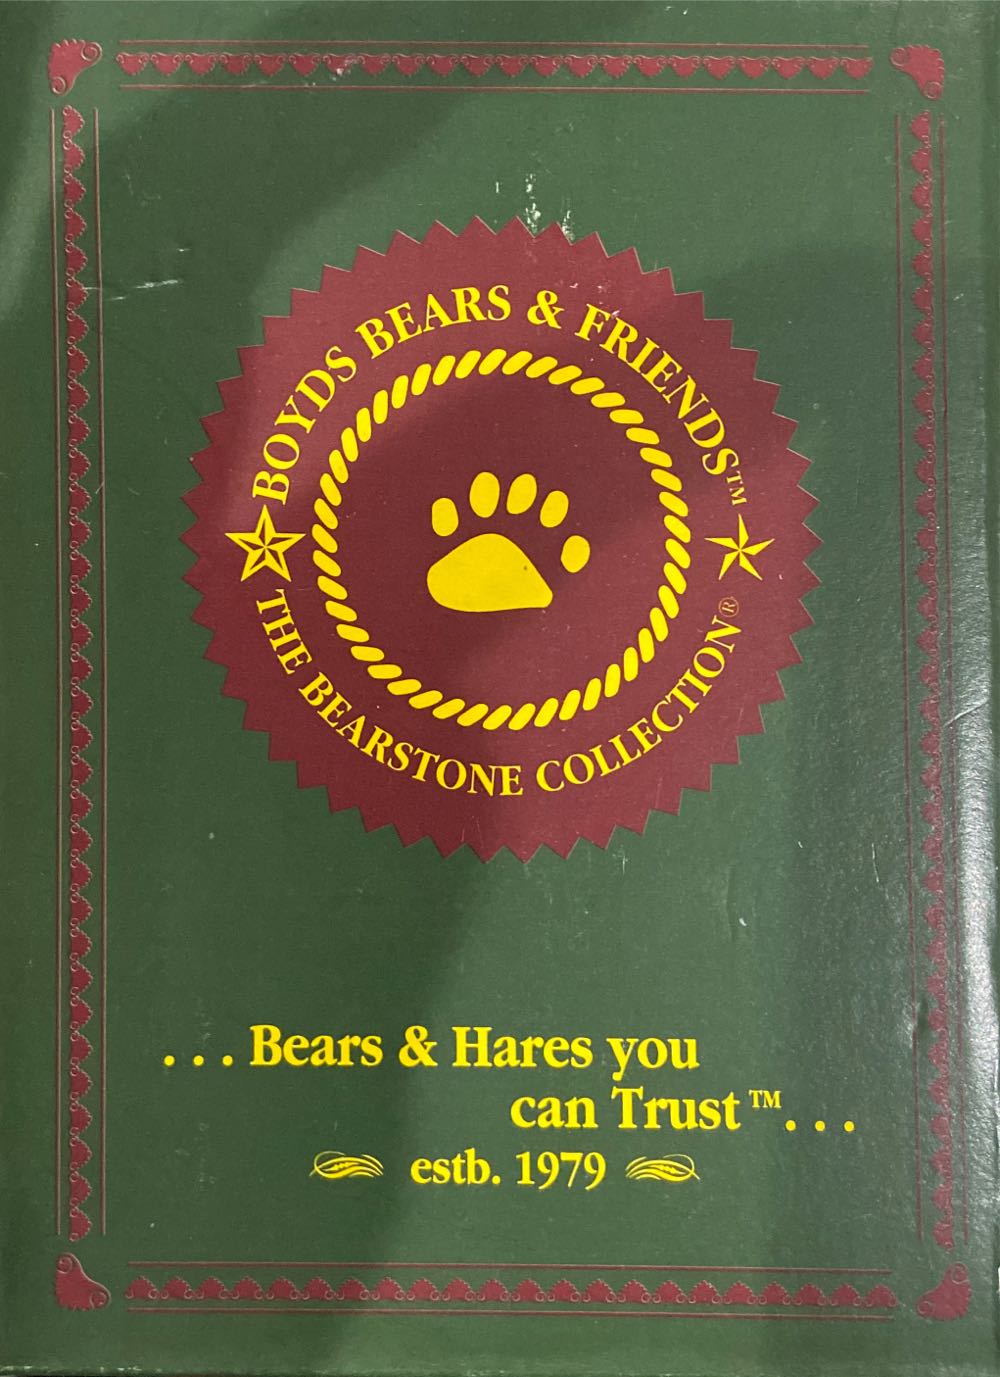 BOYDS BEARS & FRIENDS™
THE BEARSTONE COLLECTION®
. . . Bears & Hares you
can Trust™. . .
estb. 1979